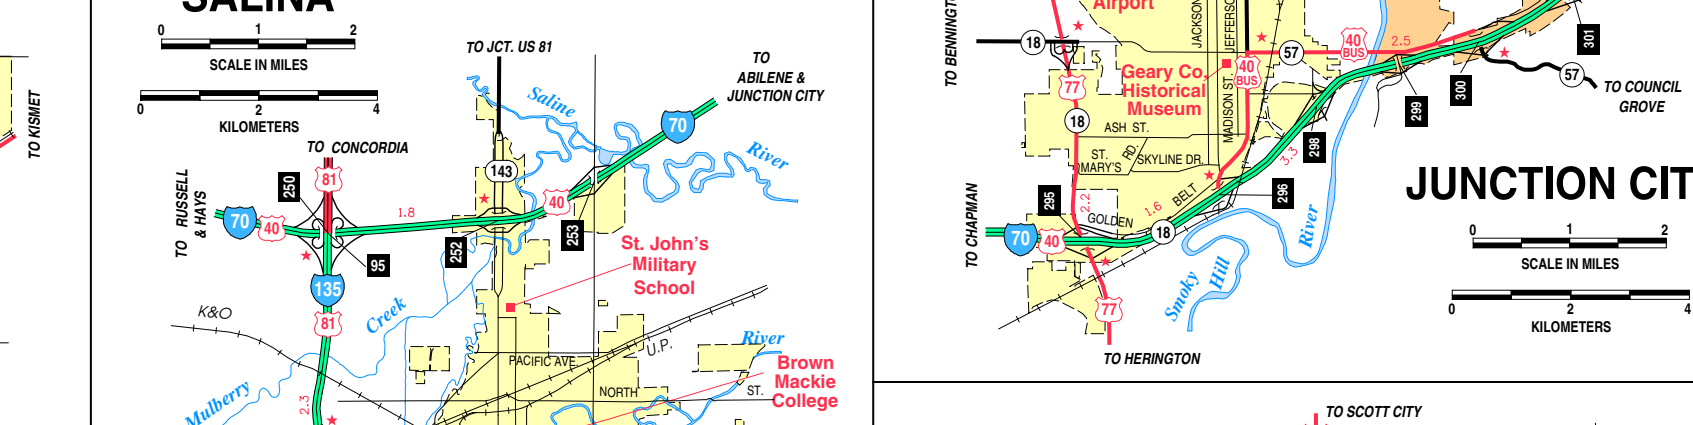 TO KISMET
SALINA
0 1 2
SCALE IN MILES
0 2 4
KILOMETERS
TO CONCORDIA
TO JCT. US 81
TO
ABILENE &
JUNCTION CITY
Saline
River
70
143
81
250
TO RUSSELL
& HAYS
70
40
1.8
40
252
253
95
135
81
St. John's
Military
School
K&O
Creek
Mulberry
2.3
U.P.
PACIFIC AVE.
NORTH
ST.
River
Brown
Mackie
College
TO BENNINGT
Airport
JACKSON
JEFFERS
18
57
40
BUS
2.5
301
77
Geary Co.
Historical
Museum
40
BUS
MADISON ST.
300
57
TO COUNCIL
GROVE
299
18
ASH ST.
ST.
MARY'S
RD.
SKYLINE DR.
3.3
298
JUNCTION CIT
TO CHAPMAN
295
2.2
GOLDEN
1.6
BELT
296
70
40
18
River
Smoky
Hill
77
TO HERINGTON
0 1 2
SCALE IN MILES
0 2 4
KILOMETERS
TO SCOTT CITY